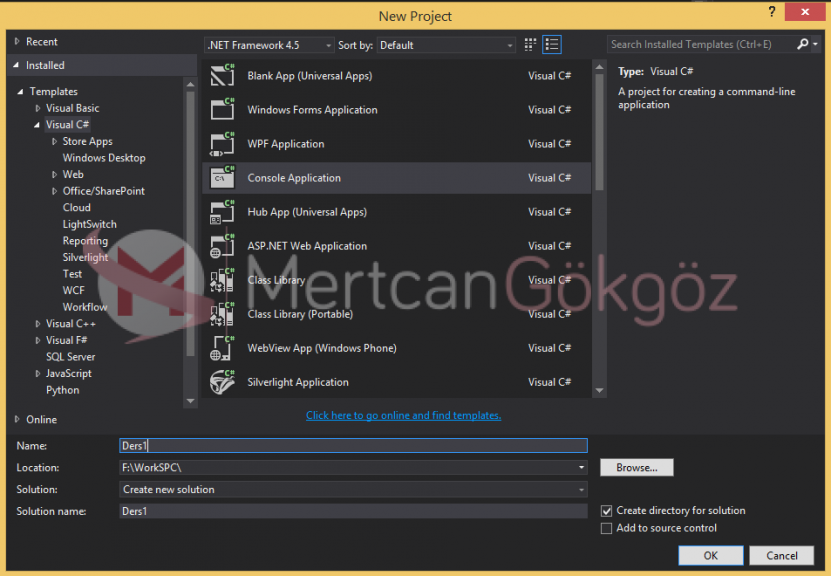 New Project
?
Recent
Installed
Templates
Visual Basic
Visual C#
Store Apps
Windows Desktop
Web
Office/SharePoint
Cloud
LightSwitch
Reporting
Silverlight
Test
WCF
Workflow
Visual C++
Visual F#
SQL Server
JavaScript
Python
Online
.NET Framework 4.5
Sort by: Default
Search Installed Templates (Ctrl+E)
Blank App (Universal Apps) Visual C#
Windows Forms Application Visual C#
WPF Application Visual C#
Console Application Visual C#
Hub App (Universal Apps) Visual C#
ASP.NET Web Application Visual C#
Class Library Visual C#
Class Library (Portable) Visual C#
WebView App (Windows Phone) Visual C#
Silverlight Application Visual C#
Click here to go online and find templates.
Type: Visual C#
A project for creating a command-line
application
MertcanGökgöz
Name: Ders1
Location: F:\WorkSPC\ Browse...
Solution: Create new solution
Solution name: Ders1
Create directory for solution
Add to source control
OK Cancel